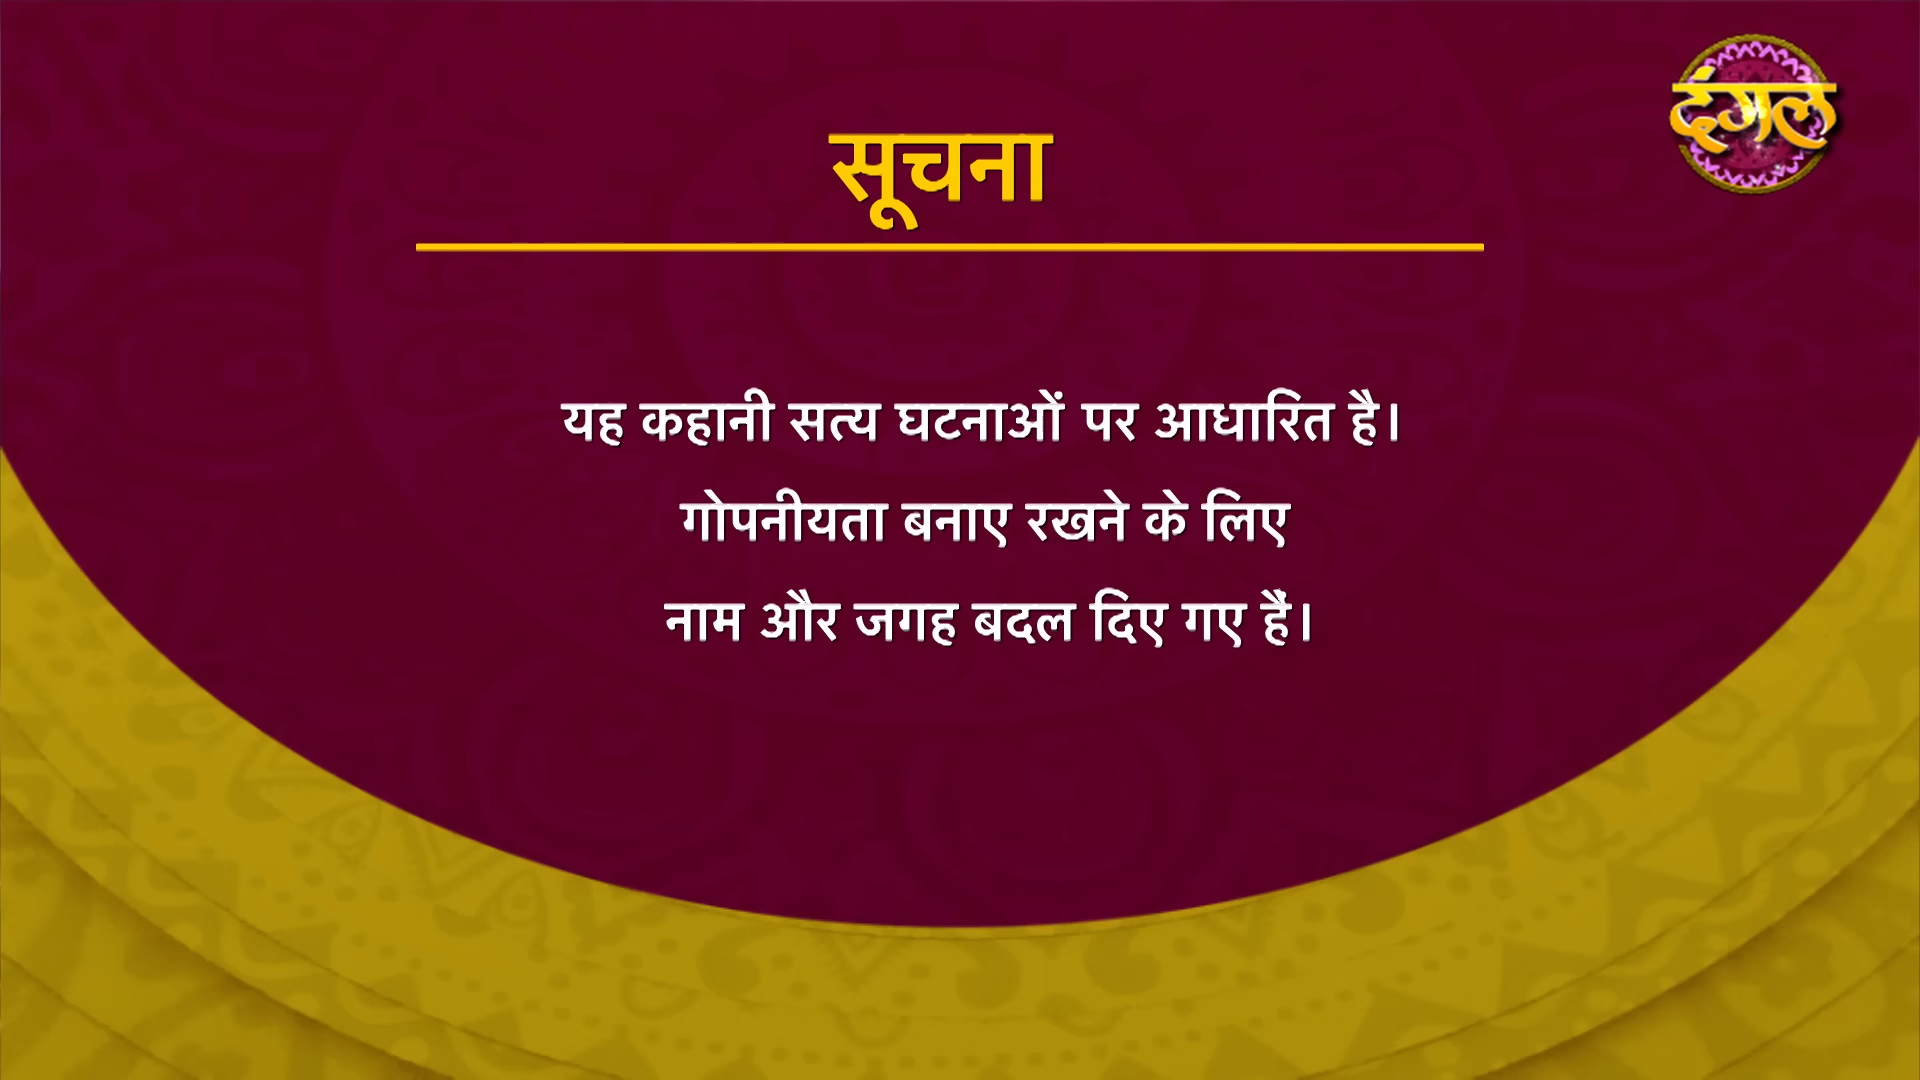 दंगल
सूचना
यह कहानी सत्य घटनाओं पर आधारित है।
गोपनीयता बनाए रखने के लिए
नाम और जगह बदल दिए गए हैं।